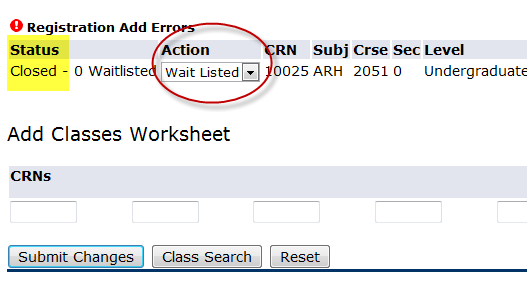 Registration Add Errors
Status Action CRN Subj Crse Sec Level
Closed - 0 Waitlisted Wait Listed 10025 ARH 2051 0 Undergraduate
Add Classes Worksheet
CRNs
Submit Changes Class Search Reset